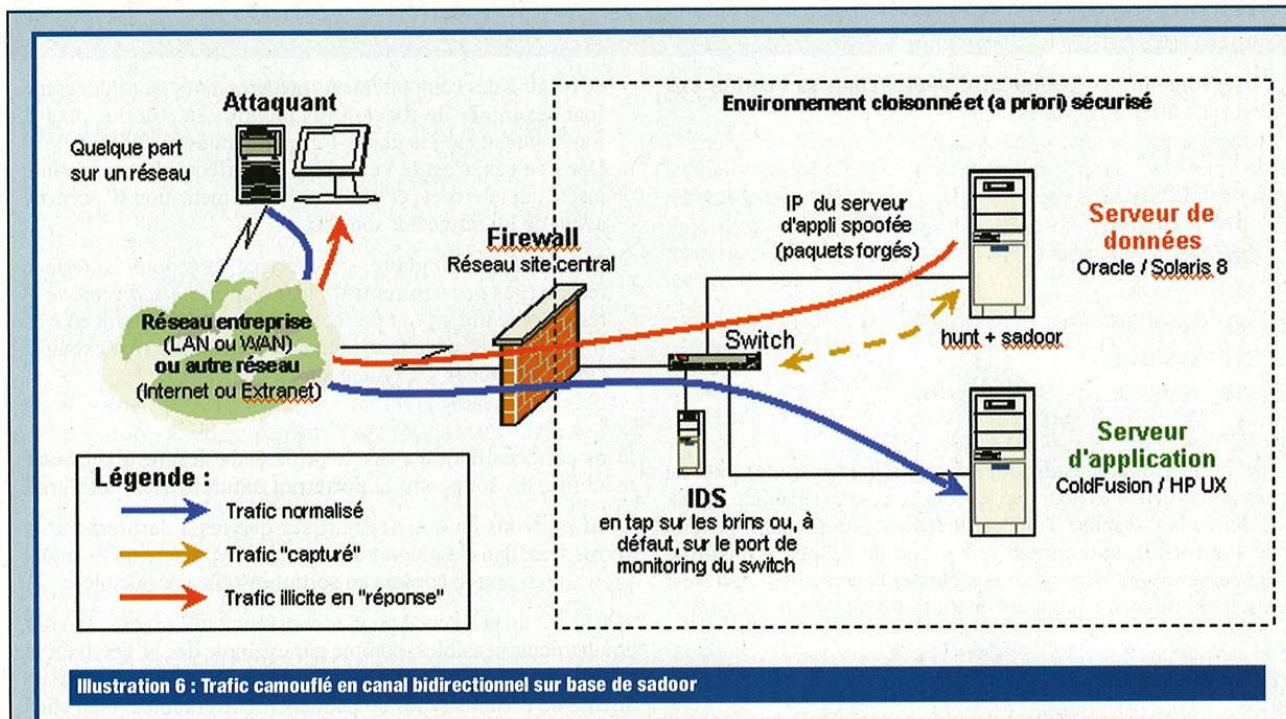 Attaquant
Quelque part
sur un réseau
Environnement cloisonné et (a priori) sécurisé
IP du serveur
d'appli spoofée
(paquets forgés)
Serveur de
données
Oracle / Solaris 8
Firewall
Réseau site central
Réseau entreprise
(LAN ou WAN)
ou autre réseau
(Internet ou Extranet)
Switch
hunt + sadoor
Serveur
d'application
ColdFusion / HP UX
IDS
en tap sur les brins ou, à
défaut, sur le port de
monitoring du switch
Légende :
Trafic normalisé
Trafic "capturé"
Trafic illicite en "réponse"
Illustration 6 : Trafic camouflé en canal bidirectionnel sur base de sadoor